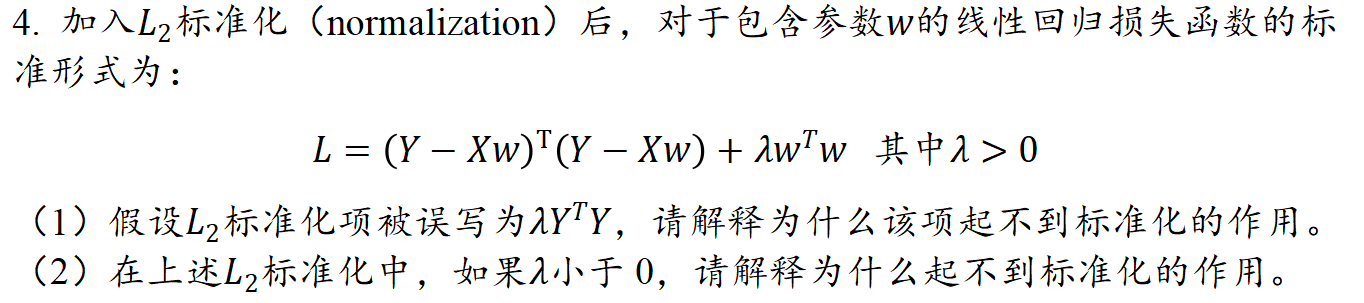 4. 加入L₂标准化（normalization）后，对于包含参数w的线性回归损失函数的标
准形式为：
L = (Y − Xw)ᵀ(Y − Xw) + λwᵀw 其中λ > 0
（1）假设L₂标准化项被误写为λYᵀY，请解释为什么该项起不到标准化的作用。
（2）在上述L₂标准化中，如果λ小于 0，请解释为什么起不到标准化的作用。